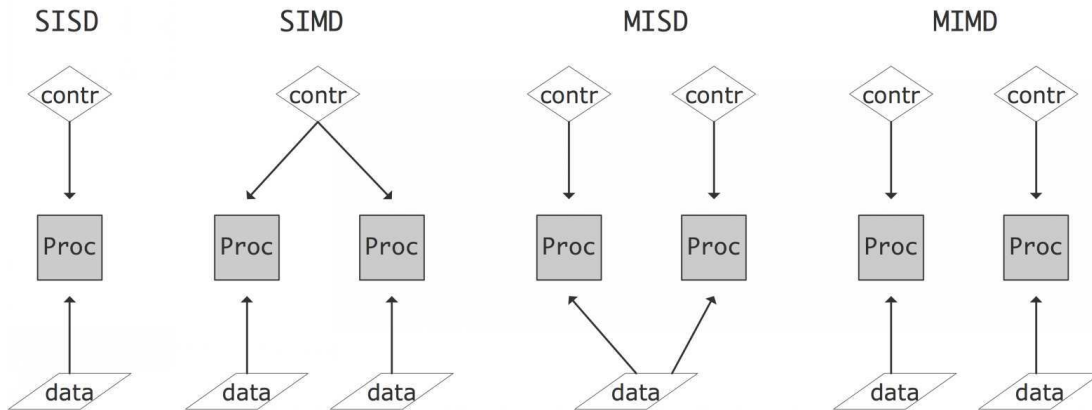 SISD SIMD MISD MIMD
contr contr contr contr contr contr
Proc Proc Proc Proc Proc Proc Proc
data data data data data data